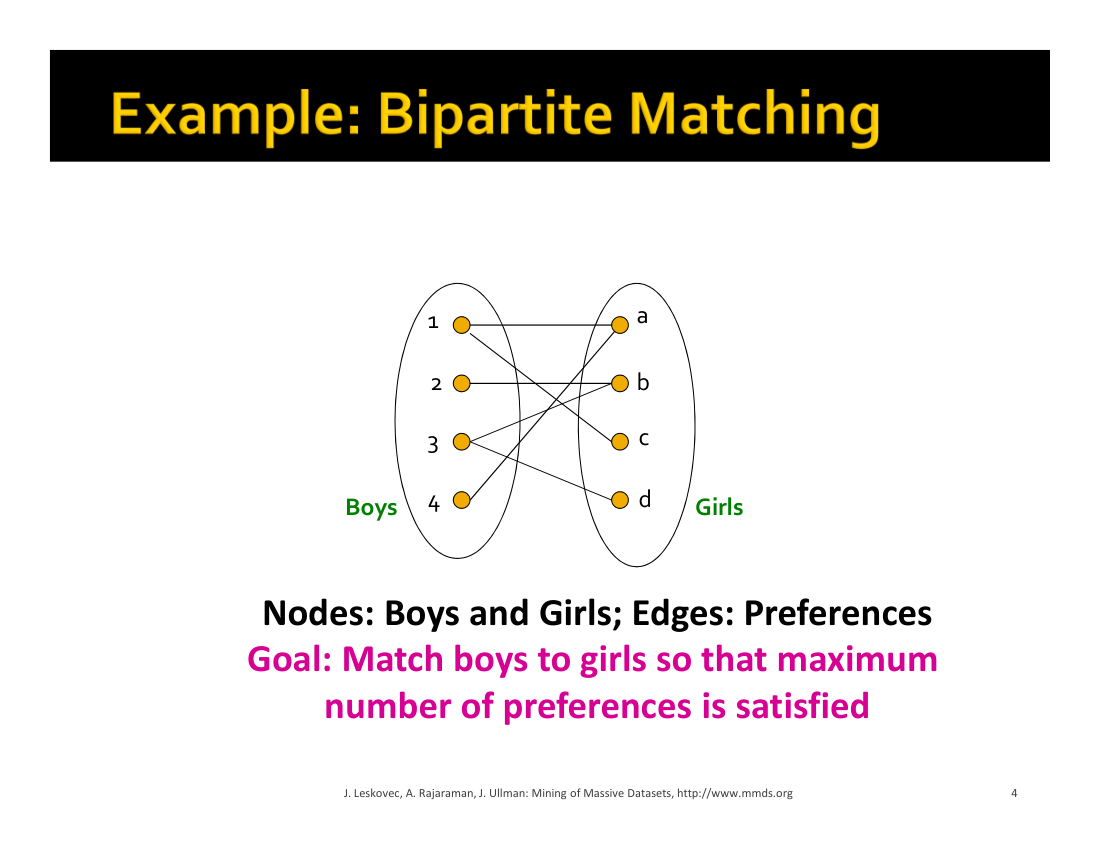 Example: Bipartite Matching
1
a
2
b
3
c
4
d
Boys
Girls
Nodes: Boys and Girls; Edges: Preferences
Goal: Match boys to girls so that maximum
number of preferences is satisfied
J. Leskovec, A. Rajaraman, J. Ullman: Mining of Massive Datasets, http://www.mmds.org
4